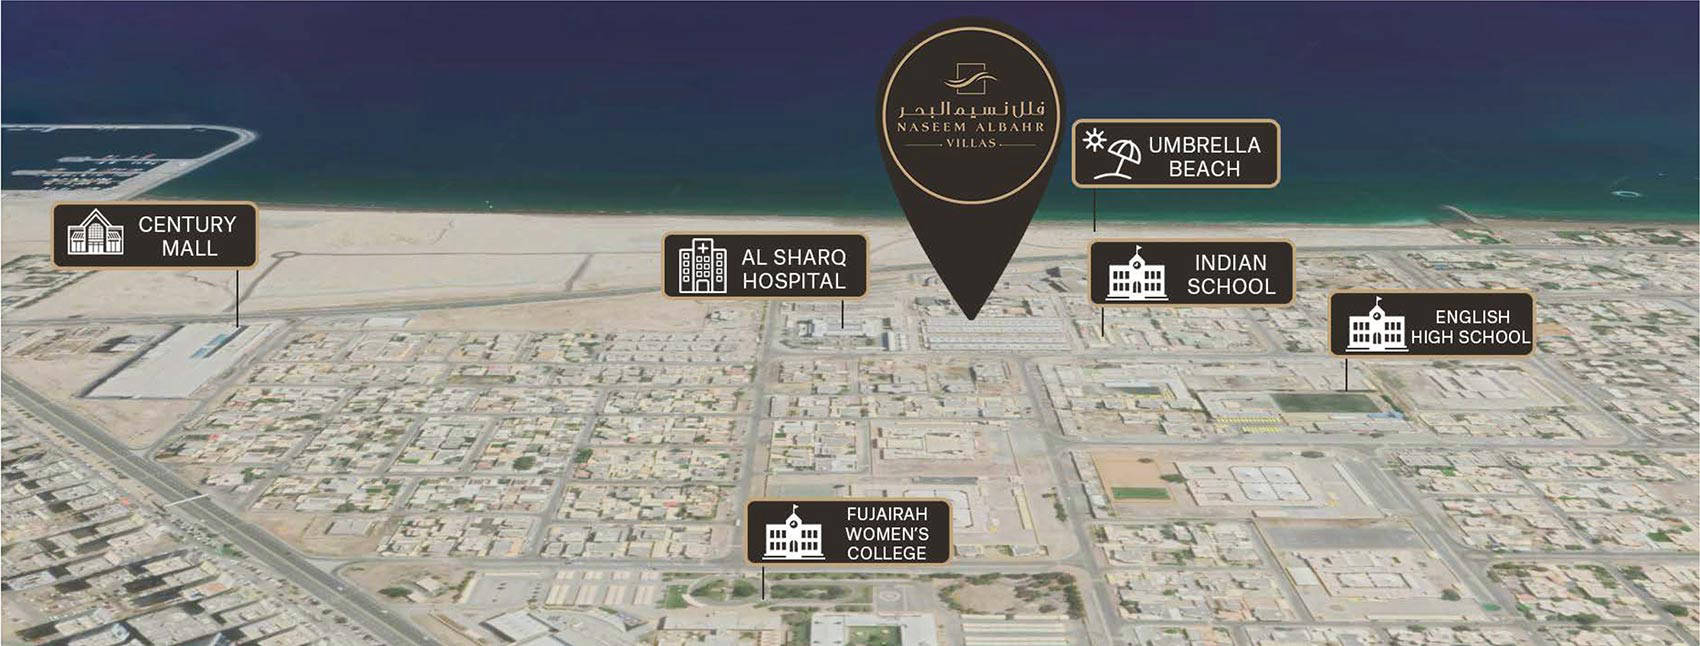 فلل نسيم البحر
NASEEM ALBAHR
VILLAS
UMBRELLA
BEACH
CENTURY
MALL
AL SHARQ
HOSPITAL
INDIAN
SCHOOL
ENGLISH
HIGH SCHOOL
FUJAIRAH
WOMEN'S
COLLEGE